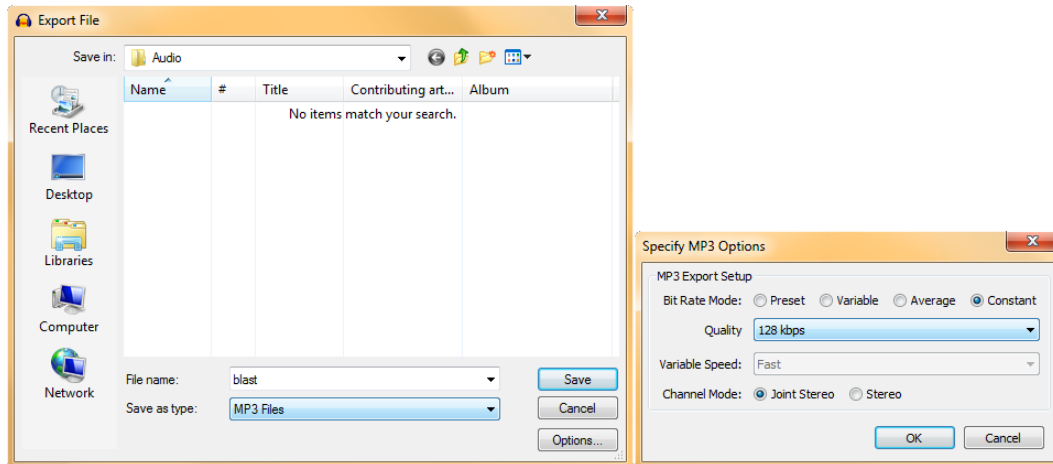 Export File
Save in: Audio
Name # Title Contributing art... Album
No items match your search.
Recent Places
Desktop
Libraries
Computer
Network
File name: blast Save
Save as type: MP3 Files Cancel
Options...
Specify MP3 Options
MP3 Export Setup
Bit Rate Mode: Preset Variable Average Constant
Quality 128 kbps
Variable Speed: Fast
Channel Mode: Joint Stereo Stereo
OK Cancel